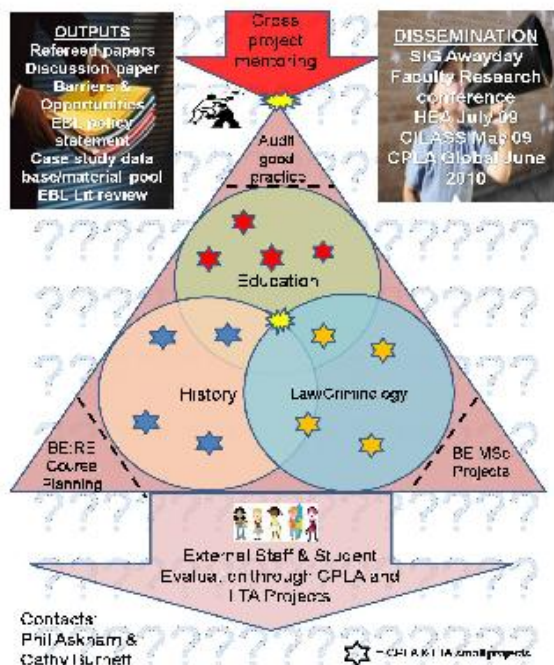 OUTPUTS
Refereed papers
Discussion paper
Barriers &
Opportunities
EBL policy
statement
Case study data
base/material pool
EBL Lit review
Cross
project
mentoring
DISSEMINATION
SIG Awayday
Faculty Research
conference
HEA July 09
CILASS May 09
CPLA Global June
2010
Audit
good
practice
Education
History
Law/Criminology
BE:RE
Course
Planning
BE MSc
Projects
External Staff & Student
Evaluation through CPLA and
LTA Projects
Contacts:
Phil Askham &
Cathy Burnett
= CPLA & LTA small projects